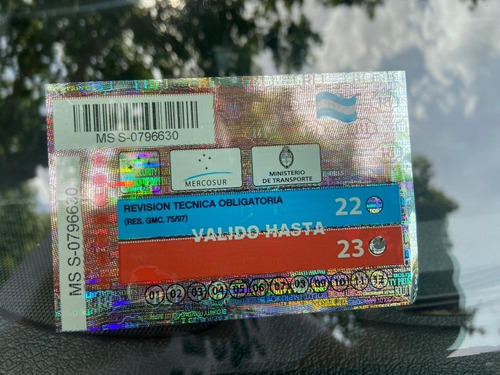 MS S-0796630
MS S-0796630
MERCOSUR
MINISTERIO
DE TRANSPORTE
REVISION TECNICA OBLIGATORIA
(RES. GMC. 75/97)
22
VALIDO HASTA
23
01 02 03 04 05 06 07 08 09 10 11 12